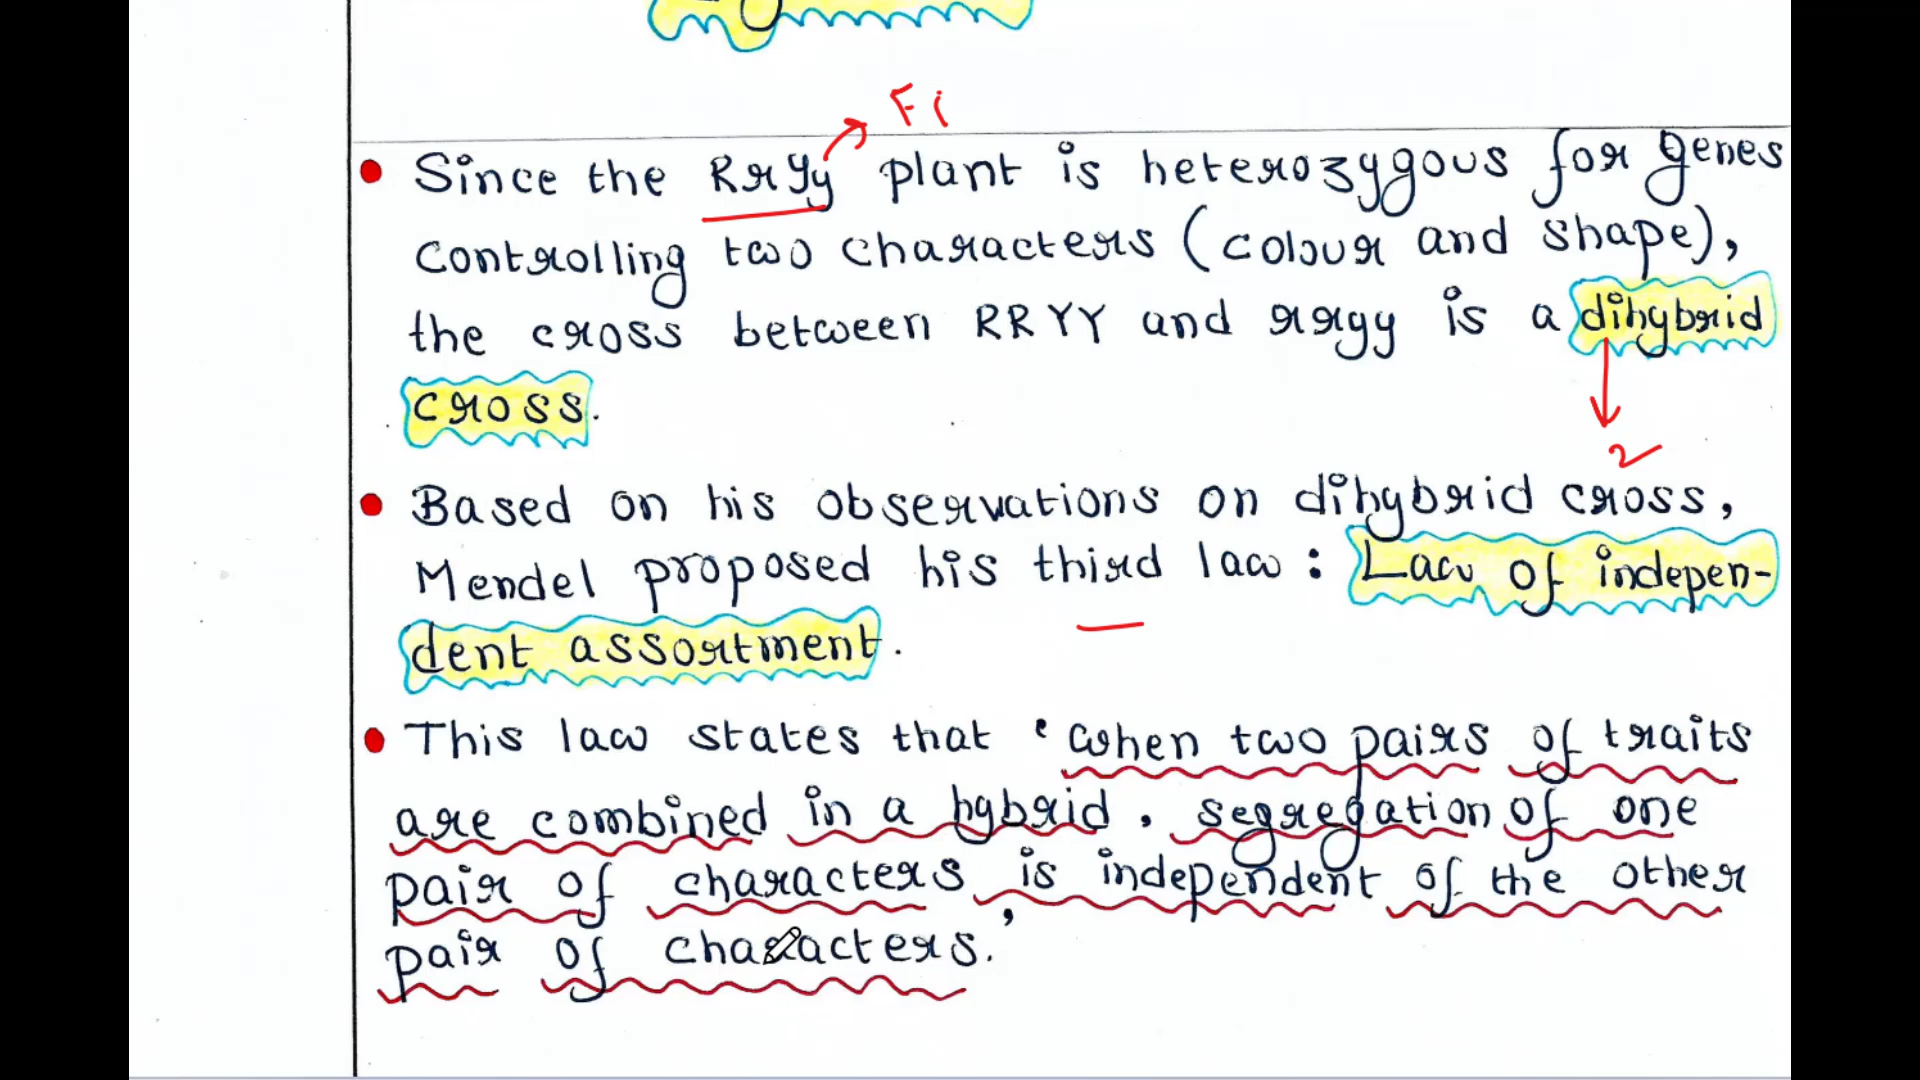 F1
Since the RrYy plant is heterozygous for genes
controlling two characters (colour and shape),
the cross between RRYY and rryy is a dihybrid
cross.
2
Based on his observations on dihybrid cross,
Mendel proposed his third law: Law of indepen-
dent assortment.
This law states that 'when two pairs of traits
are combined in a hybrid, segregation of one
pair of characters is independent of the other
pair of characters.'